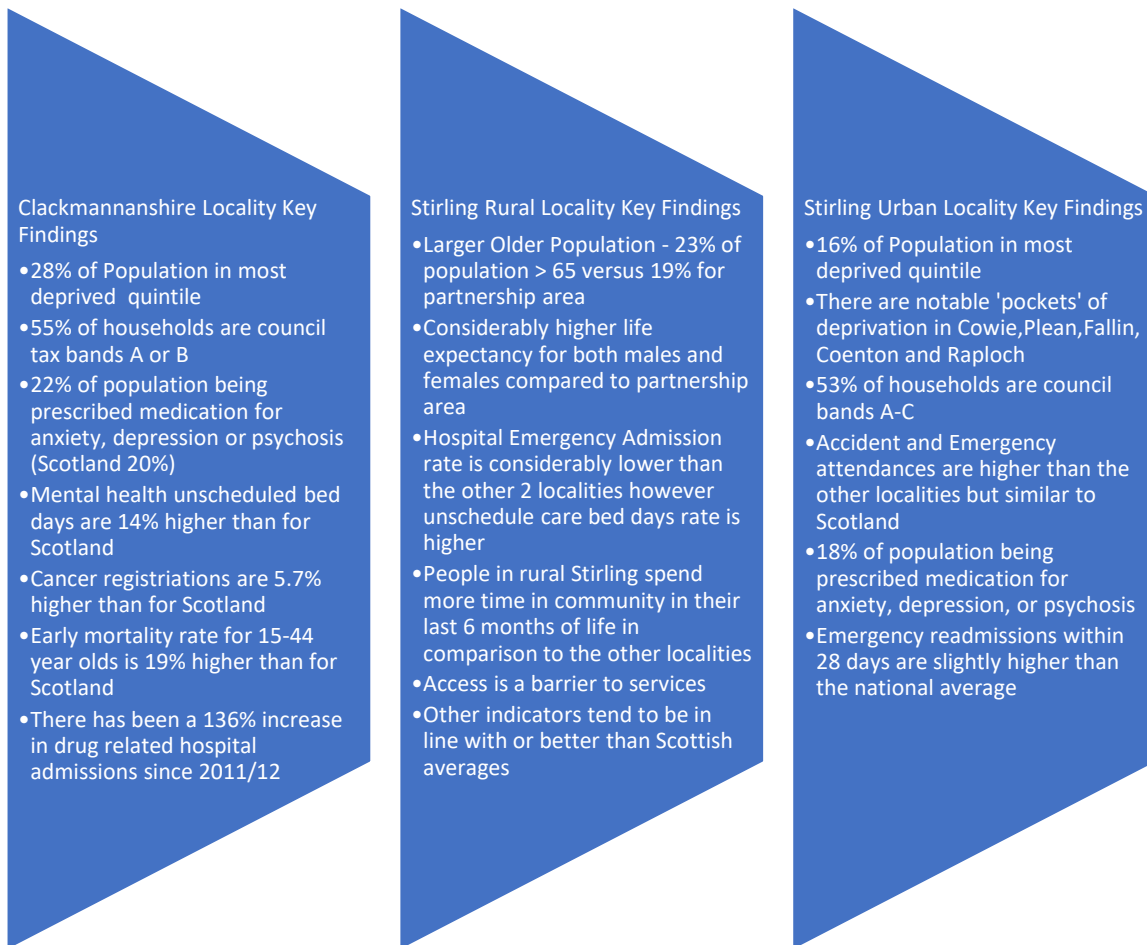 Clackmannanshire Locality Key
Findings
•28% of Population in most
deprived  quintile
•55% of households are council
tax bands A or B
•22% of population being
prescribed medication for
anxiety, depression or psychosis
(Scotland 20%)
•Mental health unscheduled bed
days are 14% higher than for
Scotland
•Cancer registriations are 5.7%
higher than for Scotland
•Early mortality rate for 15-44
year olds is 19% higher than for
Scotland
•There has been a 136% increase
in drug related hospital
admissions since 2011/12
Stirling Rural Locality Key Findings
•Larger Older Population - 23% of
population > 65 versus 19% for
partnership area
•Considerably higher life
expectancy for both males and
females compared to partnership
area
•Hospital Emergency Admission
rate is considerably lower than
the other 2 localities however
unschedule care bed days rate is
higher
•People in rural Stirling spend
more time in community in their
last 6 months of life in
comparison to the other localities
•Access is a barrier to services
•Other indicators tend to be in
line with or better than Scottish
averages
Stirling Urban Locality Key Findings
•16% of Population in most
deprived quintile
•There are notable 'pockets' of
deprivation in Cowie,Plean,Fallin,
Coenton and Raploch
•53% of households are council
bands A-C
•Accident and Emergency
attendances are higher than the
other localities but similar to
Scotland
•18% of population being
prescribed medication for
anxiety, depression, or psychosis
•Emergency readmissions within
28 days are slightly higher than
the national average